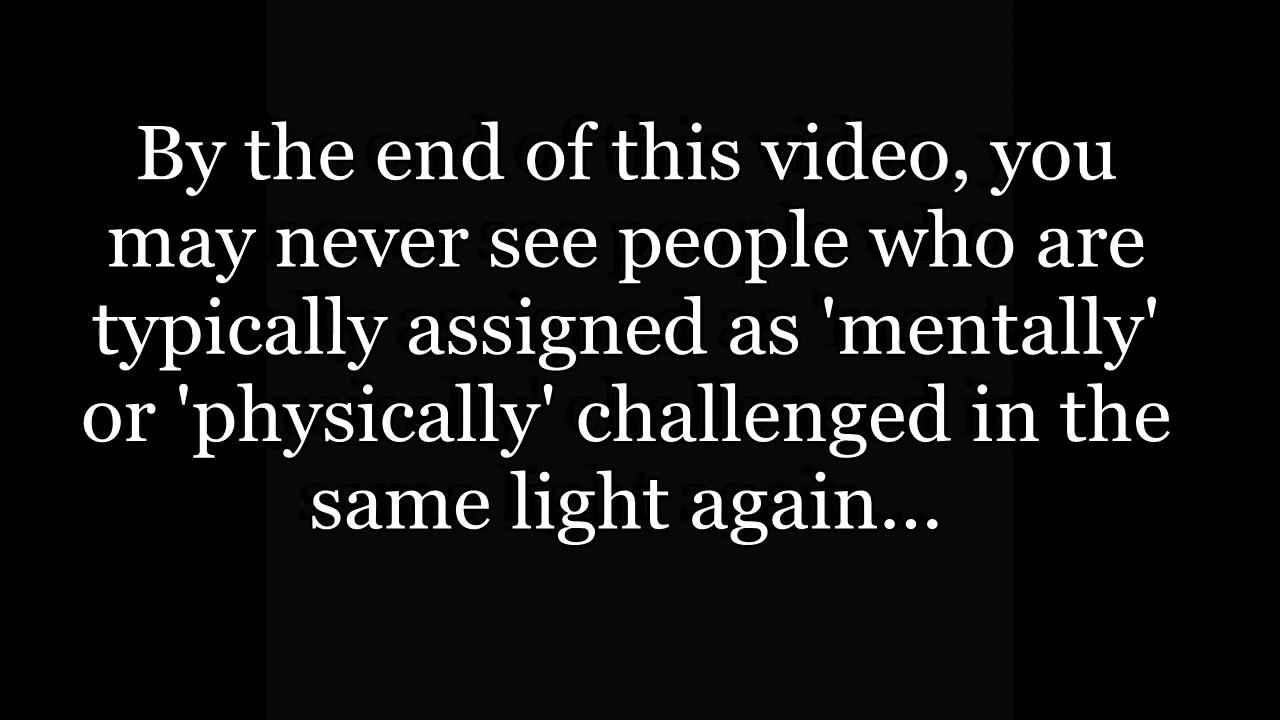 By the end of this video, you
may never see people who are
typically assigned as 'mentally'
or 'physically' challenged in the
same light again...